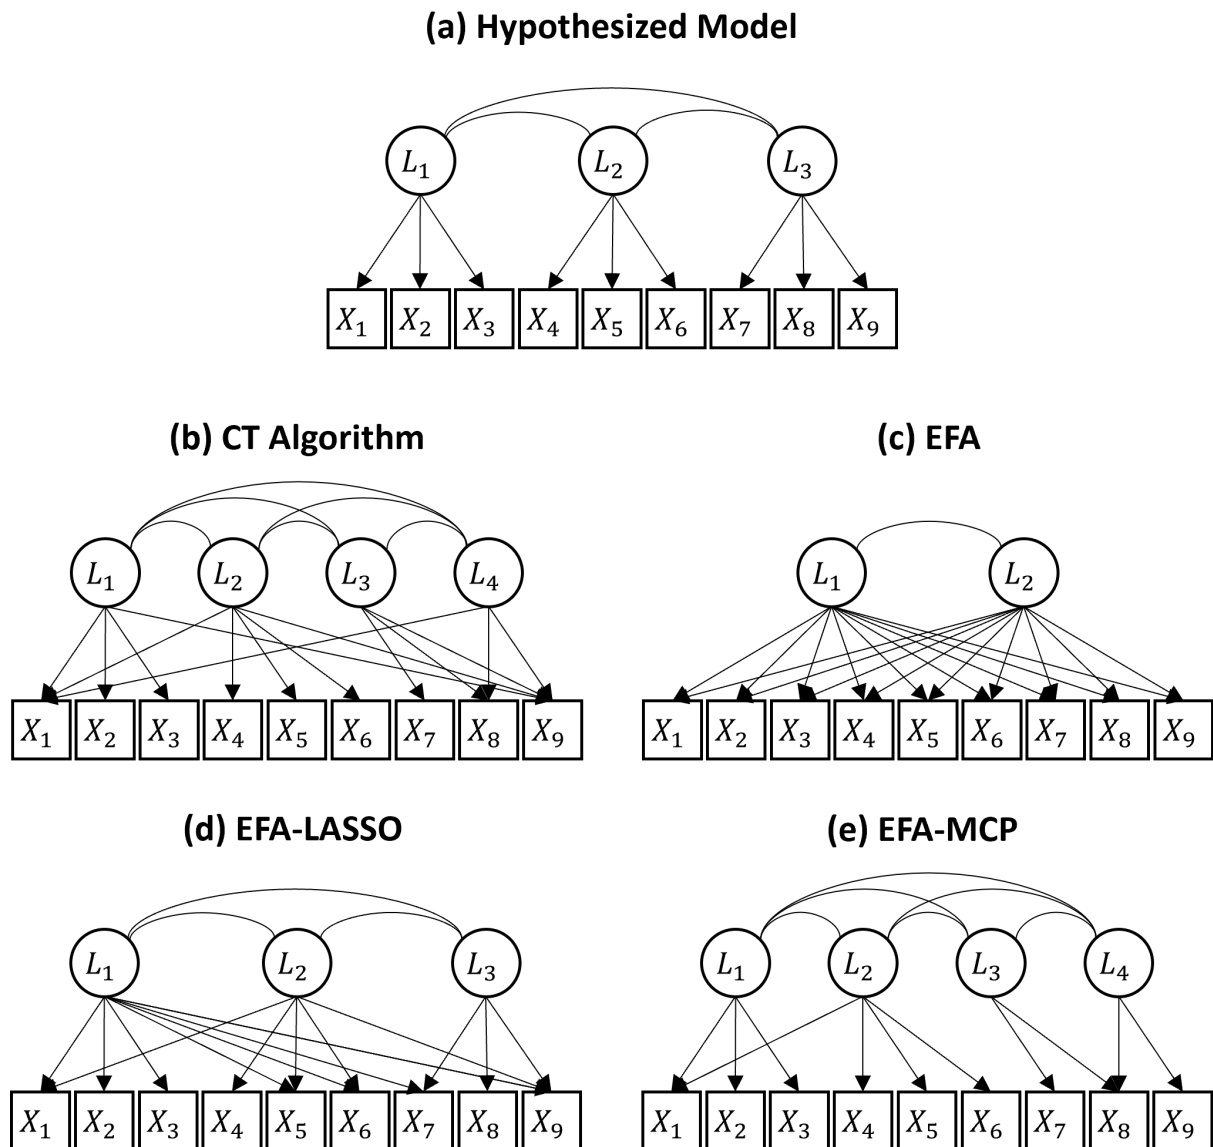 (a) Hypothesized Model
L₁ L₂ L₃
X₁ X₂ X₃ X₄ X₅ X₆ X₇ X₈ X₉
(b) CT Algorithm
L₁ L₂ L₃ L₄
X₁ X₂ X₃ X₄ X₅ X₆ X₇ X₈ X₉
(c) EFA
L₁ L₂
X₁ X₂ X₃ X₄ X₅ X₆ X₇ X₈ X�9
(d) EFA-LASSO
L₁ L₂ L₃
X₁ X₂ X₃ X₄ X₅ X₆ X₇ X₈ X₉
(e) EFA-MCP
L₁ L₂ L₃ L₄
X₁ X₂ X₃ X₄ X₅ X₆ X₇ X₈ X₉